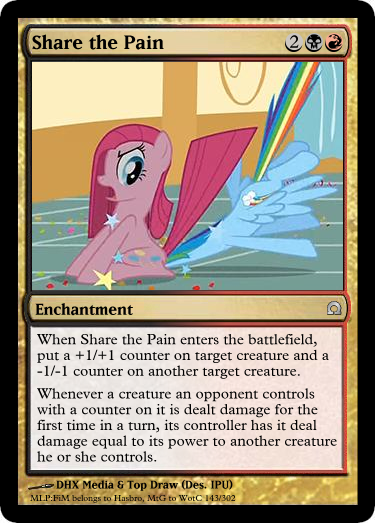 Share the Pain 2
Enchantment
When Share the Pain enters the battlefield,
put a +1/+1 counter on target creature and a
-1/-1 counter on another target creature.
Whenever a creature an opponent controls
with a counter on it is dealt damage for the
first time in a turn, its controller has it deal
damage equal to its power to another creature
he or she controls.
DHX Media & Top Draw (Des. IPU)
MLP:FiM belongs to Hasbro, MtG to WotC 143/302